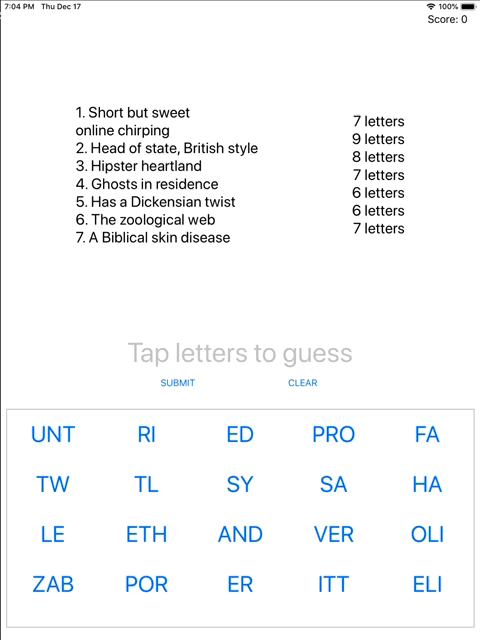 7:04 PM Thu Dec 17
100%
Score: 0
1. Short but sweet
online chirping
2. Head of state, British style
3. Hipster heartland
4. Ghosts in residence
5. Has a Dickensian twist
6. The zoological web
7. A Biblical skin disease
7 letters
9 letters
8 letters
7 letters
6 letters
6 letters
7 letters
Tap letters to guess
SUBMIT CLEAR
UNT RI ED PRO FA
TW TL SY SA HA
LE ETH AND VER OLI
ZAB POR ER ITT ELI